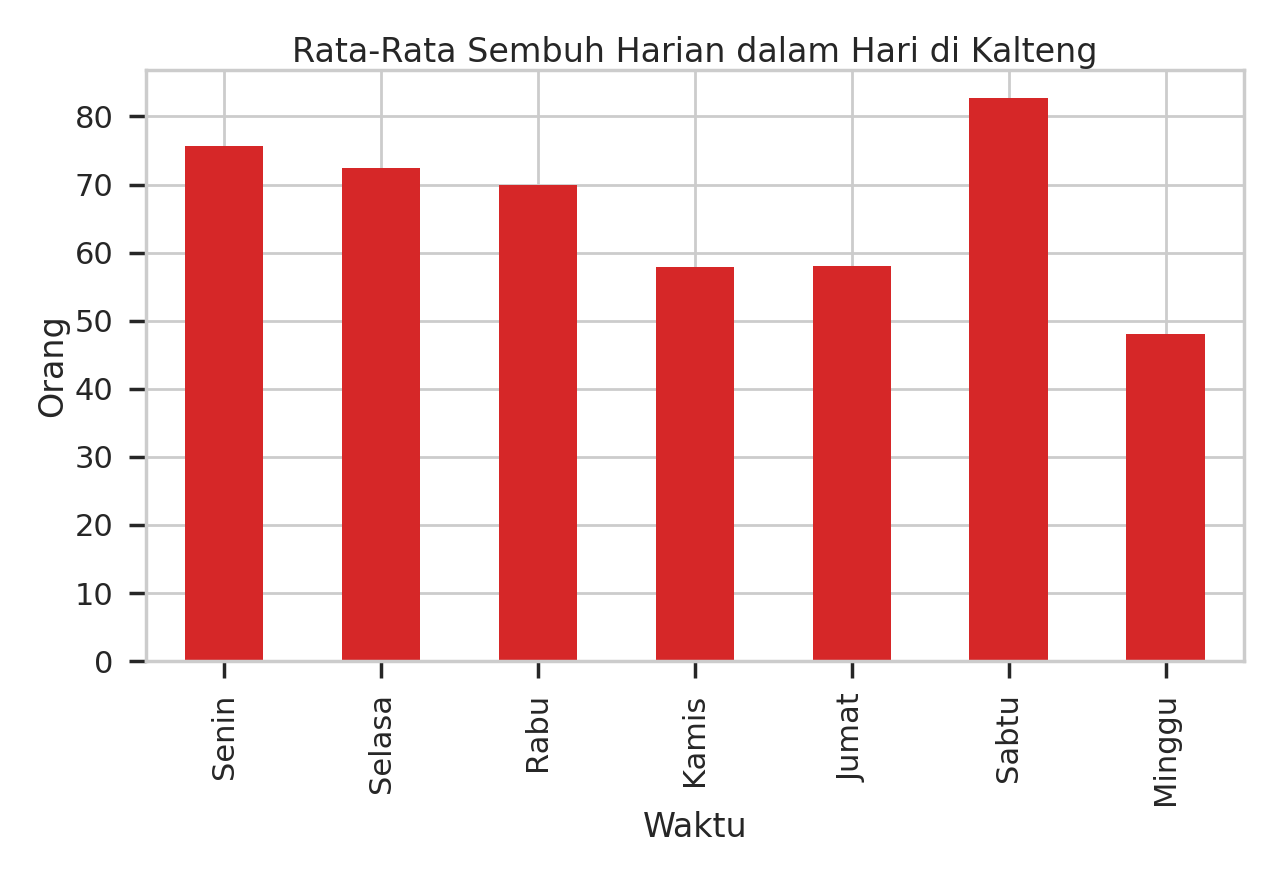 Rata-Rata Sembuh Harian dalam Hari di Kalteng
Orang
80
70
60
50
40
30
20
10
0
Senin
Selasa
Rabu
Kamis
Jumat
Sabtu
Minggu
Waktu